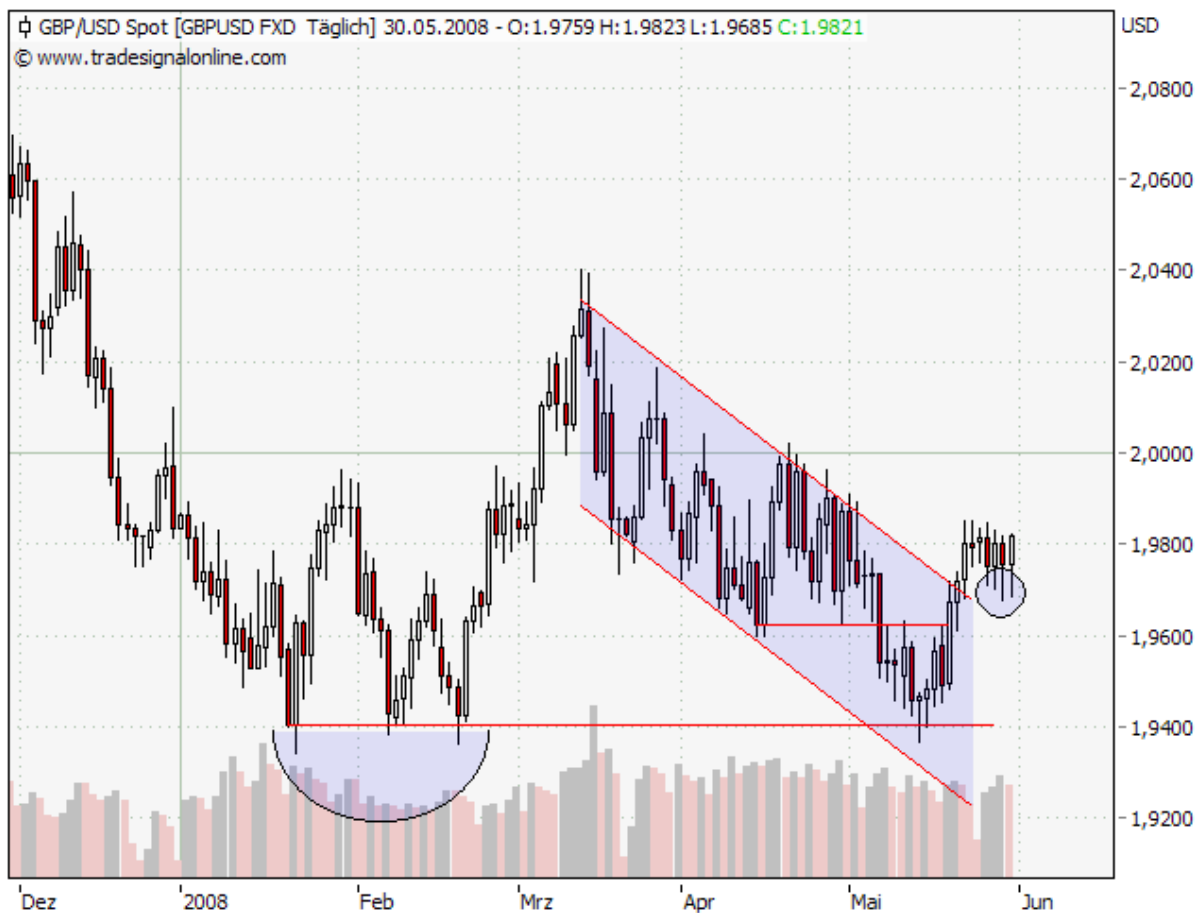 GBP/USD Spot [GBPUSD FXD Täglich] 30.05.2008 - O:1.9759 H:1.9823 L:1.9685 C:1.9821
USD
© www.tradesignalonline.com
2,0800
2,0600
2,0400
2,0200
2,0000
1,9800
1,9600
1,9400
1,9200
Dez 2008 Feb Mrz Apr Mai Jun